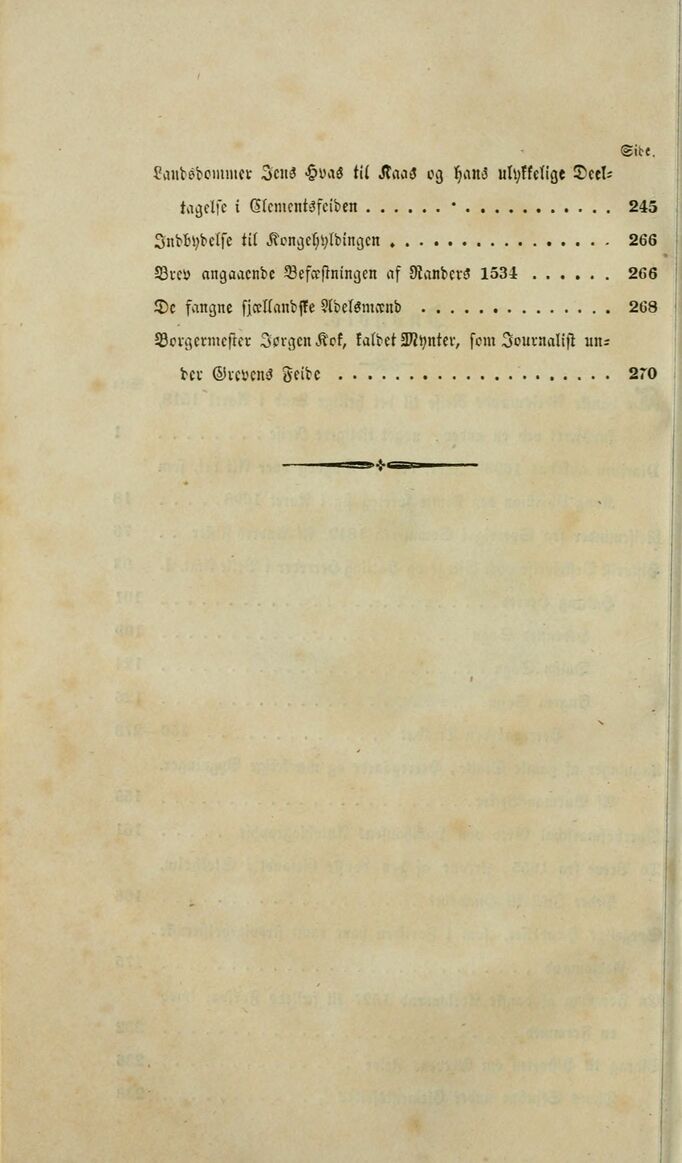 Side.
Landsdommer Jens Hvas til Kaas og hans ulykkelige Deel-
tagelse i Clementsfeiden . . . . . . . . . . . . . . . 245
Indbydelse til Kongehyldingen . . . . . . . . . . . . . 266
Brev angaaende Befæstningen af Randers 1534 . . . . . . 266
De fangne sjællandske Adelsmænd . . . . . . . . . . . . 268
Borgermester Jørgen Kok, kaldet Mynter, som Journalist un-
der Grevens Feide . . . . . . . . . . . . . . . . . . . 270